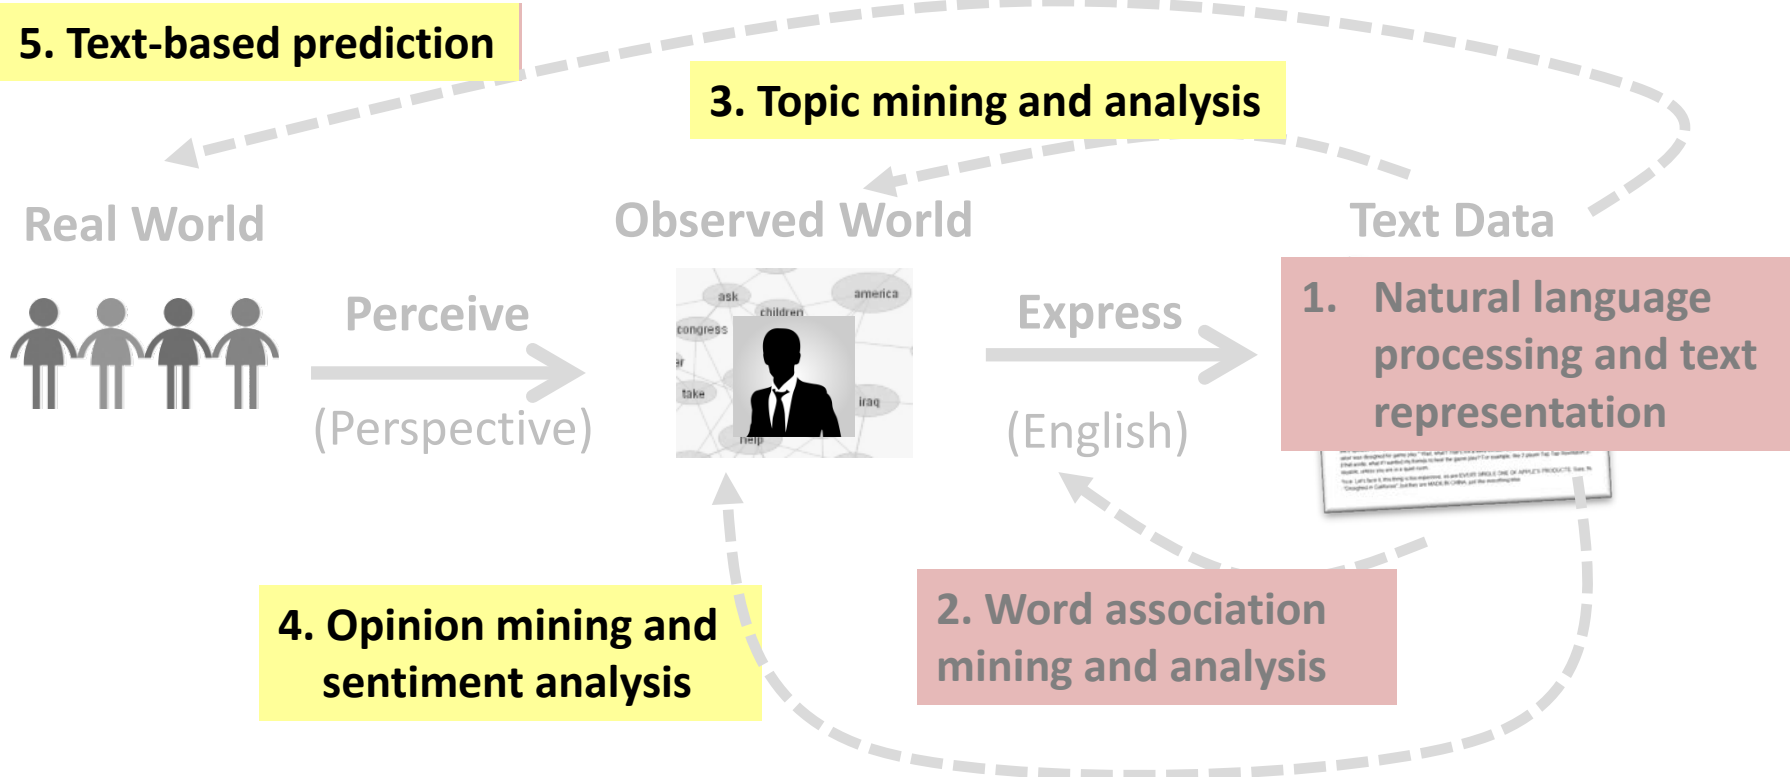 5. Text-based prediction
3. Topic mining and analysis
Real World
Observed World
Text Data
Perceive
(Perspective)
ask
america
children
congress
er
take
iraq
Help
Express
(English)
1. Natural language
processing and text
representation
4. Opinion mining and
sentiment analysis
2. Word association
mining and analysis